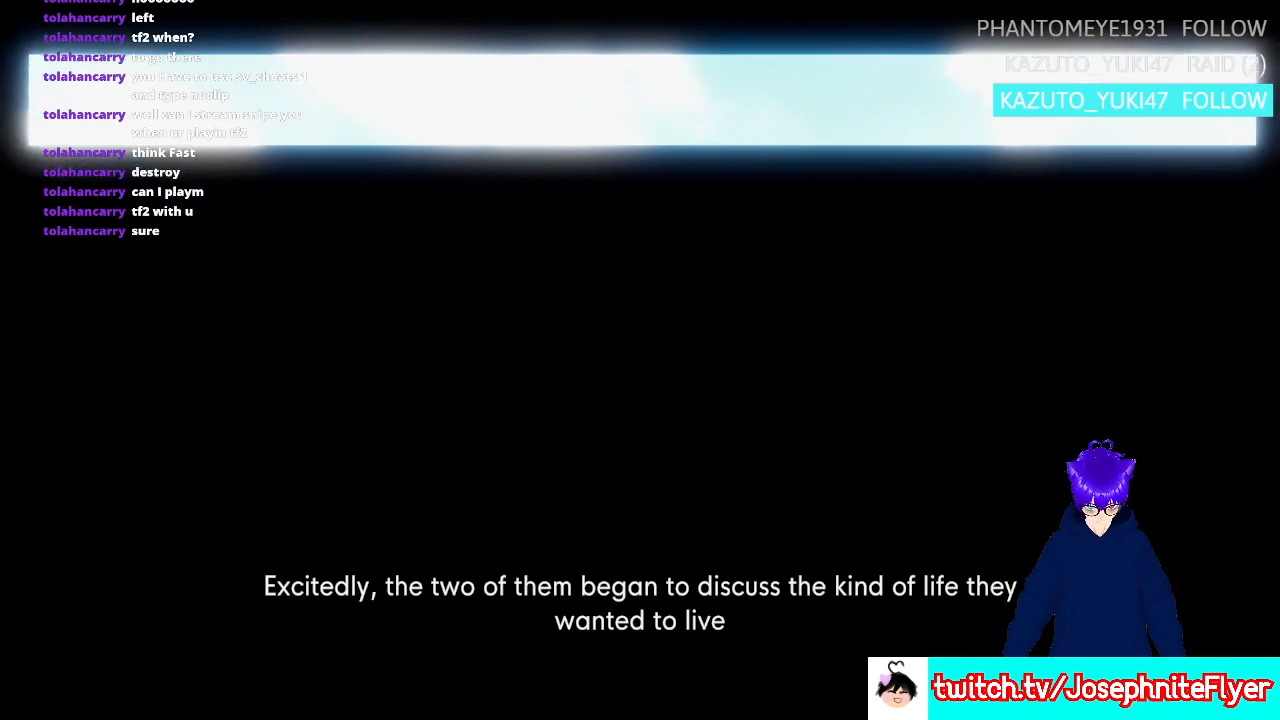 tolahancarry left
tolahancarry tf2 when?
tolahancarry to go there
tolahancarry you have to use sv_cheats 1
and type noclip
tolahancarry well can I stream snipe you
when ur playin tf2
tolahancarry think Fast
tolahancarry destroy
tolahancarry can I playm
tolahancarry tf2 with u
tolahancarry sure
PHANTOMEYE1931 FOLLOW
KAZUTO_YUKI47 RAID (2)
KAZUTO_YUKI47 FOLLOW
Excitedly, the two of them began to discuss the kind of life they
wanted to live
twitch.tv/JosephniteFlyer